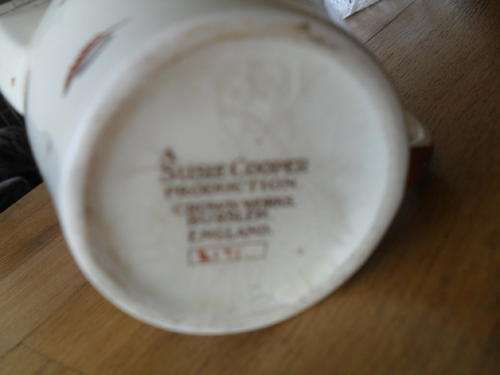 A
SUSIE COOPER
PRODUCTION
CROWN WORKS,
BURSLEM,
ENGLAND.